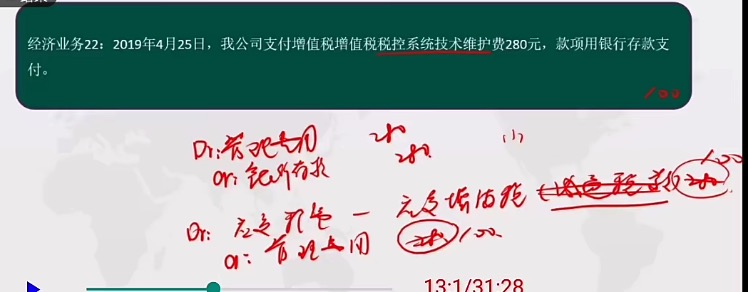 经济业务22：2019年4月25日，我公司支付增值税增值税税控系统技术维护费280元，款项用银行存款支
付。
100
Dr：管理费用 280
Cr：银行存款 280
Dr：应交税费 — 应交增值税 280 100
Cr：管理费用 280 100
13:1/31:28